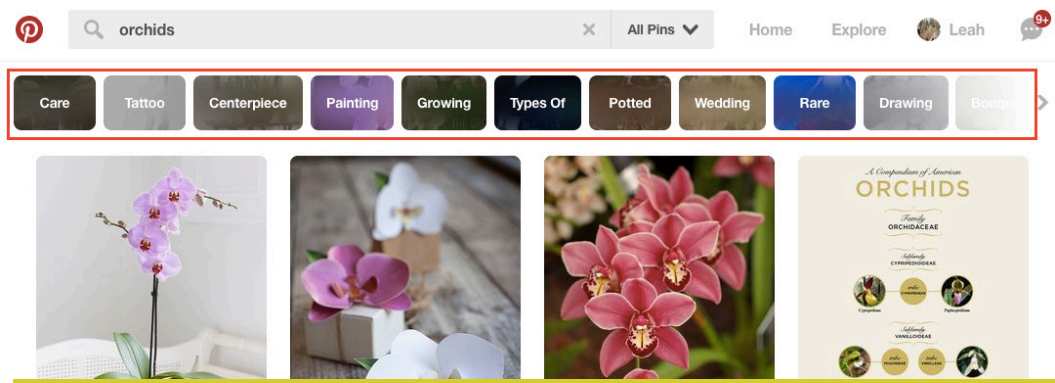 orchids
All Pins
Home
Explore
Leah
9+
Care
Tattoo
Centerpiece
Painting
Growing
Types Of
Potted
Wedding
Rare
Drawing
A Compendium of American
ORCHIDS
Family
ORCHIDACEAE
Subfamily
CYPRIPEDIOIDEAE
Subfamily
VANILLOIDEAE